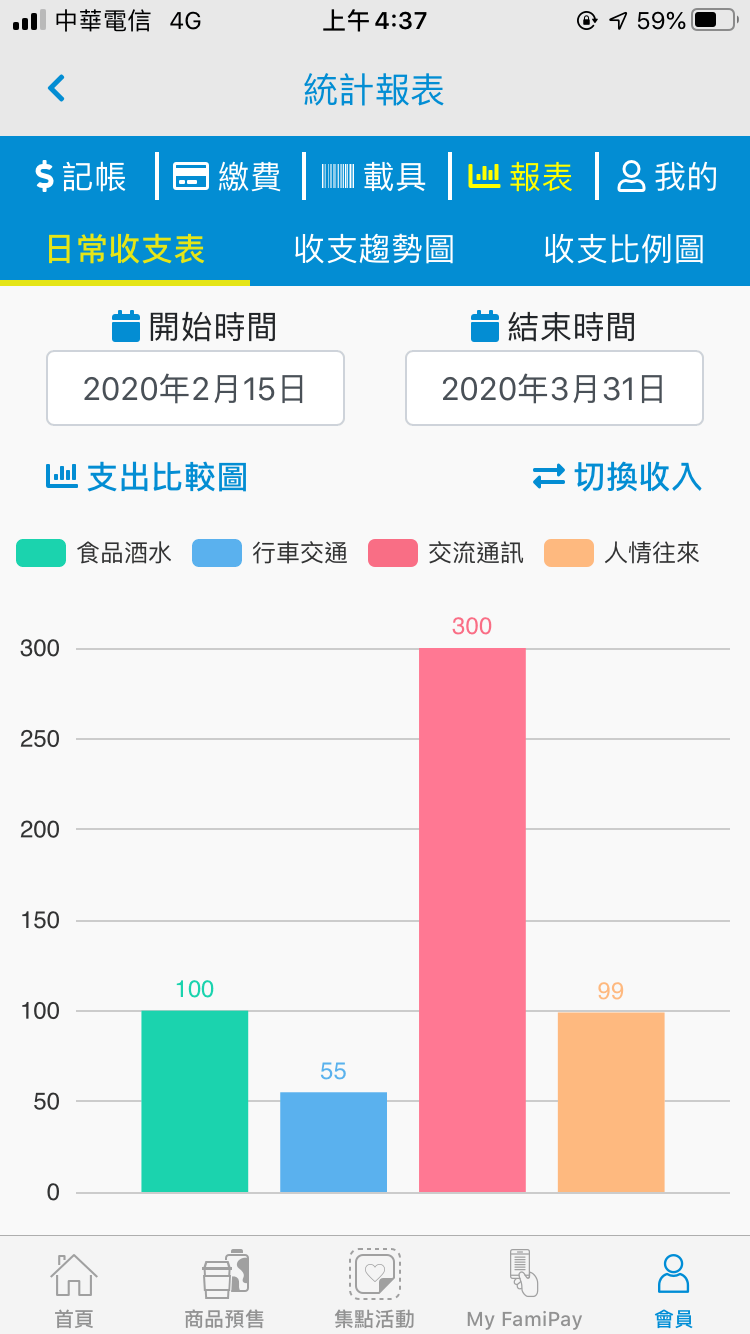 中華電信 4G 上午4:37 59%
統計報表
記帳 繳費 載具 報表 我的
日常收支表 收支趨勢圖 收支比例圖
開始時間 結束時間
2020年2月15日 2020年3月31日
支出比較圖 切換收入
食品酒水 行車交通 交流通訊 人情往來
300
300
250
200
150
100
99
100
55
50
0
首頁 商品預售 集點活動 My FamiPay 會員